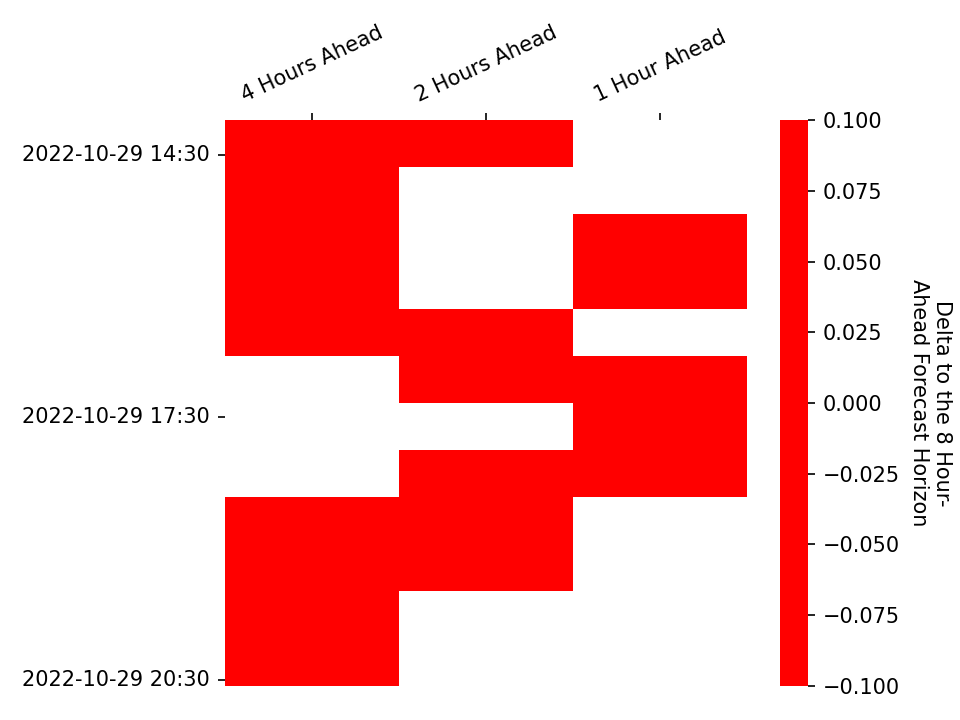 4 Hours Ahead
2 Hours Ahead
1 Hour Ahead
2022-10-29 14:30
2022-10-29 17:30
2022-10-29 20:30
0.100
0.075
0.050
0.025
0.000
−0.025
−0.050
−0.075
−0.100
Delta to the 8 Hour-
Ahead Forecast Horizon